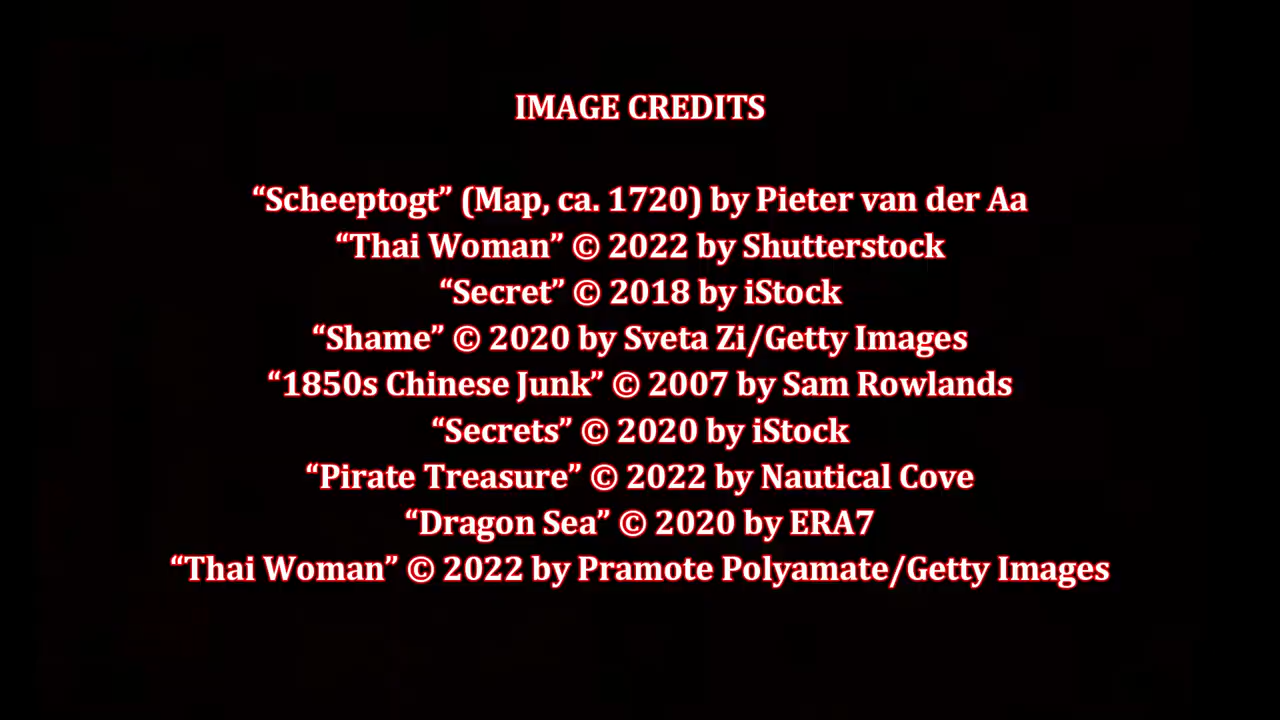 IMAGE CREDITS
“Scheeptogt” (Map, ca. 1720) by Pieter van der Aa
“Thai Woman” © 2022 by Shutterstock
“Secret” © 2018 by iStock
“Shame” © 2020 by Sveta Zi/Getty Images
“1850s Chinese Junk” © 2007 by Sam Rowlands
“Secrets” © 2020 by iStock
“Pirate Treasure” © 2022 by Nautical Cove
“Dragon Sea” © 2020 by ERA7
“Thai Woman” © 2022 by Pramote Polyamate/Getty Images